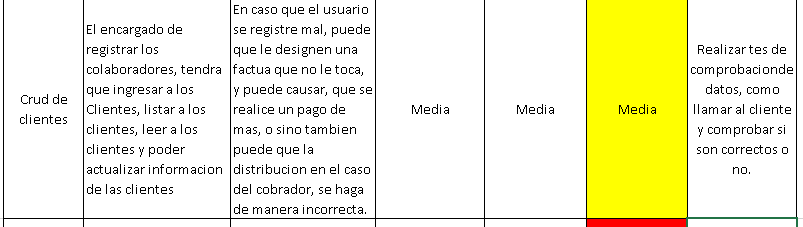 Crud de
clientes
El encargado de
registrar los
colaboradores, tendra
que ingresar a los
Clientes, listar a los
clientes, leer a los
clientes y poder
actualizar informacion
de las clientes
En caso que el usuario
se registre mal, puede
que le designen una
factua que no le toca,
y puede causar, que se
realice un pago de
mas, o sino tambien
puede que la
distribucion en el caso
del cobrador, se haga
de manera incorrecta.
Media
Media
Media
Realizar tes de
comprobacionde
datos, como
llamar al cliente
y comprobar si
son correctos o
no.